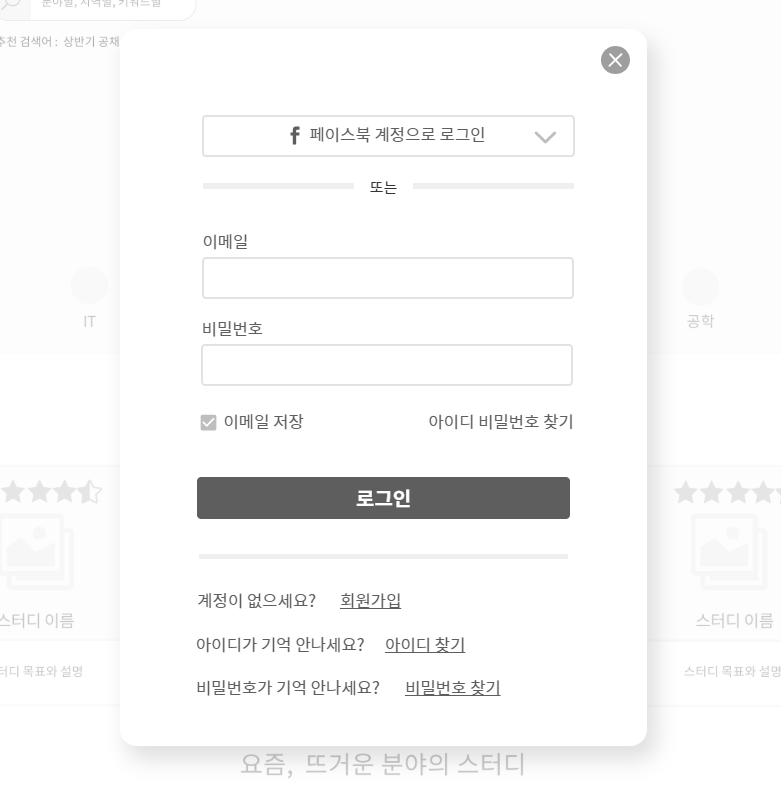 분야별, 지역별, 키워드별
추천 검색어 : 상반기 공채
페이스북 계정으로 로그인
또는
이메일
비밀번호
IT
공학
이메일 저장 아이디 비밀번호 찾기
로그인
계정이 없으세요? 회원가입
스터디 이름
스터디 이름
아이디가 기억 안나세요? 아이디 찾기
터디 목표와 설명
스터디 목표와 설명
비밀번호가 기억 안나세요? 비밀번호 찾기
요즘, 뜨거운 분야의 스터디